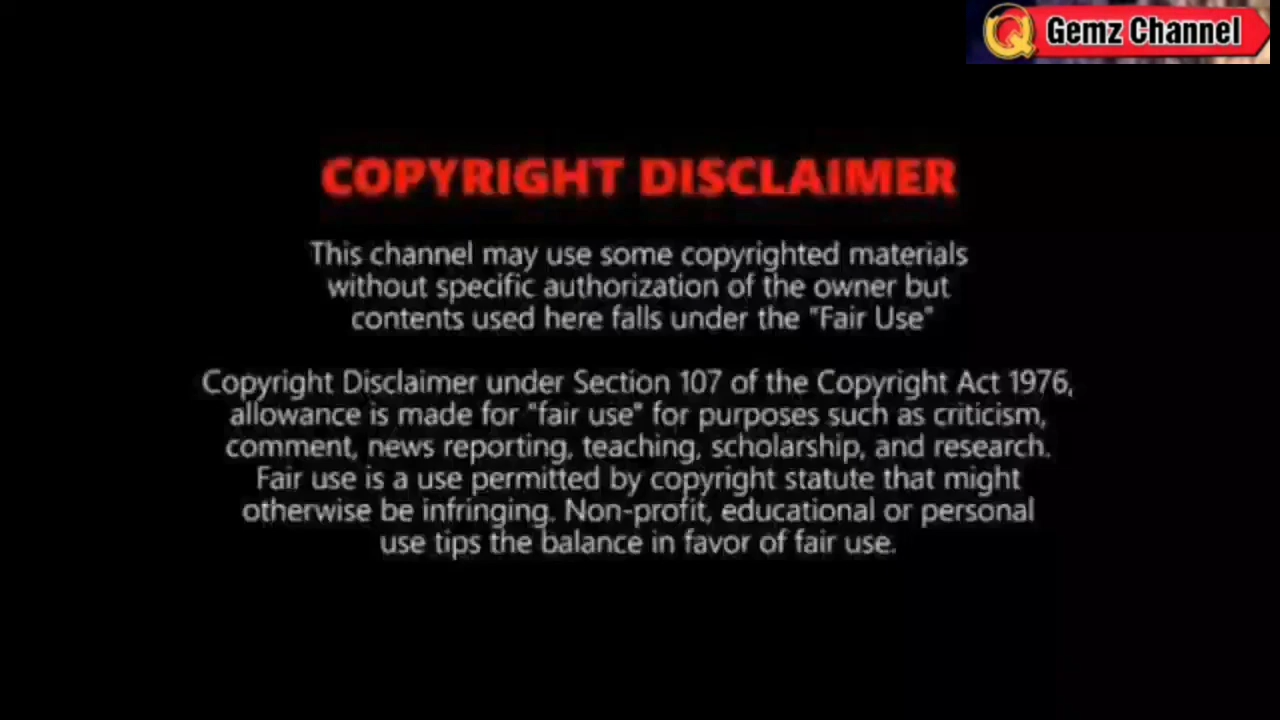 Gemz Channel
COPYRIGHT DISCLAIMER
This channel may use some copyrighted materials
without specific authorization of the owner but
contents used here falls under the "Fair Use"
Copyright Disclaimer under Section 107 of the Copyright Act 1976,
allowance is made for "fair use" for purposes such as criticism,
comment, news reporting, teaching, scholarship, and research.
Fair use is a use permitted by copyright statute that might
otherwise be infringing. Non-profit, educational or personal
use tips the balance in favor of fair use.